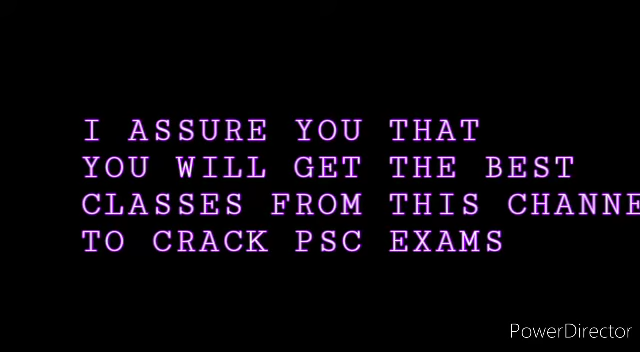 I ASSURE YOU THAT
YOU WILL GET THE BEST
CLASSES FROM THIS CHANNE
TO CRACK PSC EXAMS
PowerDirector